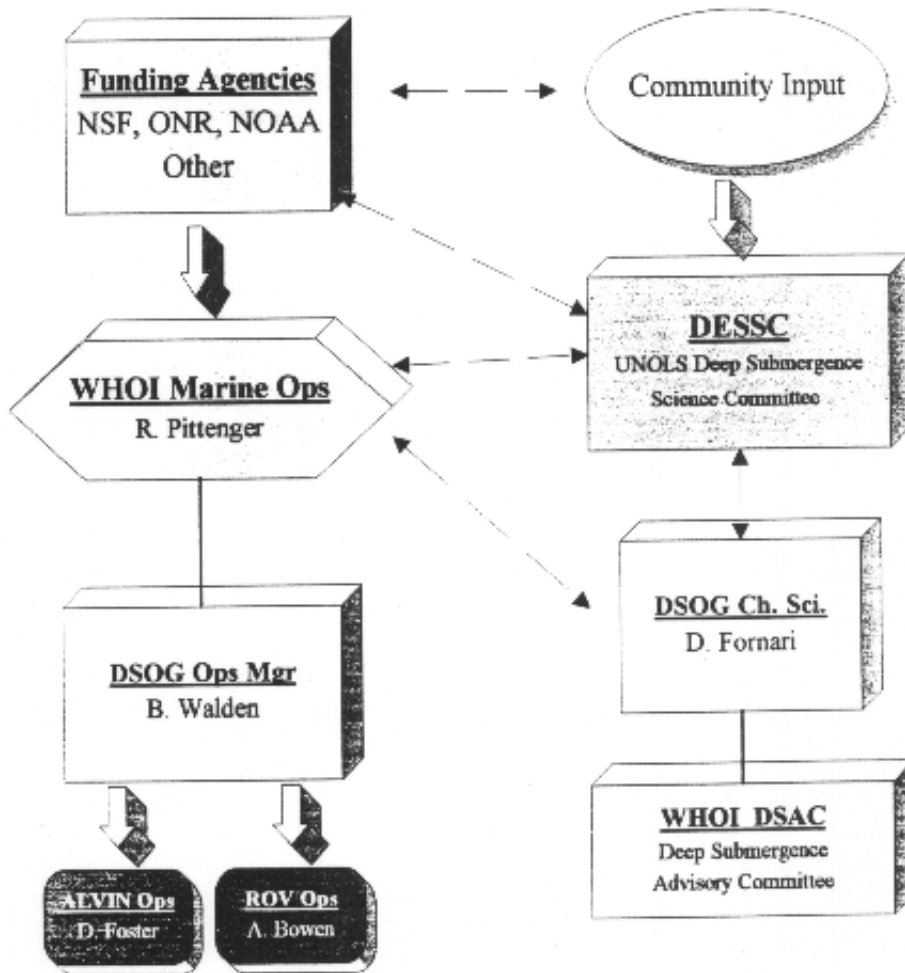 Funding Agencies
NSF, ONR, NOAA
Other
Community Input
DESSC
UNOLS Deep Submergence
Science Committee
WHOI Marine Ops
R. Pittenger
DSOG Ch. Sci.
D. Fornari
DSOG Ops Mgr
B. Walden
WHOI DSAC
Deep Submergence
Advisory Committee
ALVIN Ops
D. Foster
ROV Ops
A. Bowen